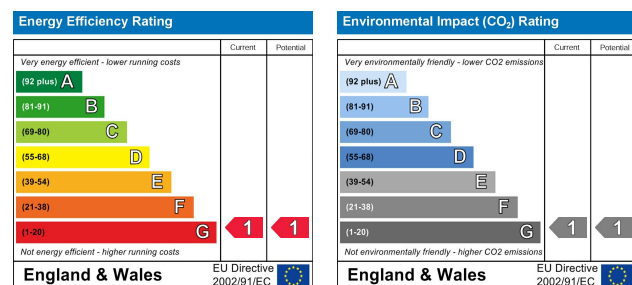 Energy Efficiency Rating
Current Potential
Very energy efficient - lower running costs
(92 plus) A
(81-91) B
(69-80) C
(55-68) D
(39-54) E
(21-38) F
(1-20) G 1 1
Not energy efficient - higher running costs
England & Wales EU Directive 2002/91/EC
Environmental Impact (CO₂) Rating
Current Potential
Very environmentally friendly - lower CO2 emissions
(92 plus) A
(81-91) B
(69-80) C
(55-68) D
(39-54) E
(21-38) F
(1-20) G 1 1
Not environmentally friendly - higher CO2 emissions
England & Wales EU Directive 2002/91/EC